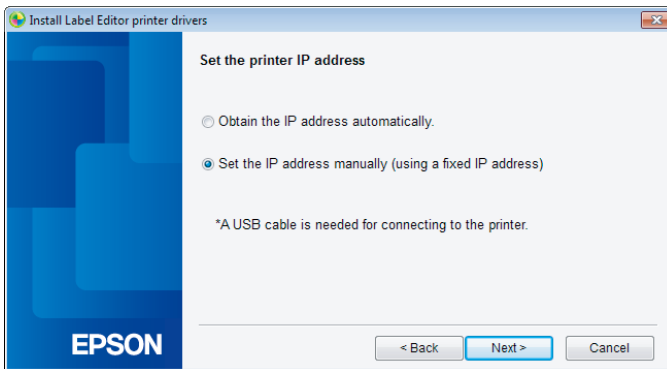 Install Label Editor printer drivers
Set the printer IP address
Obtain the IP address automatically.
Set the IP address manually (using a fixed IP address)
*A USB cable is needed for connecting to the printer.
EPSON
< Back
Next >
Cancel